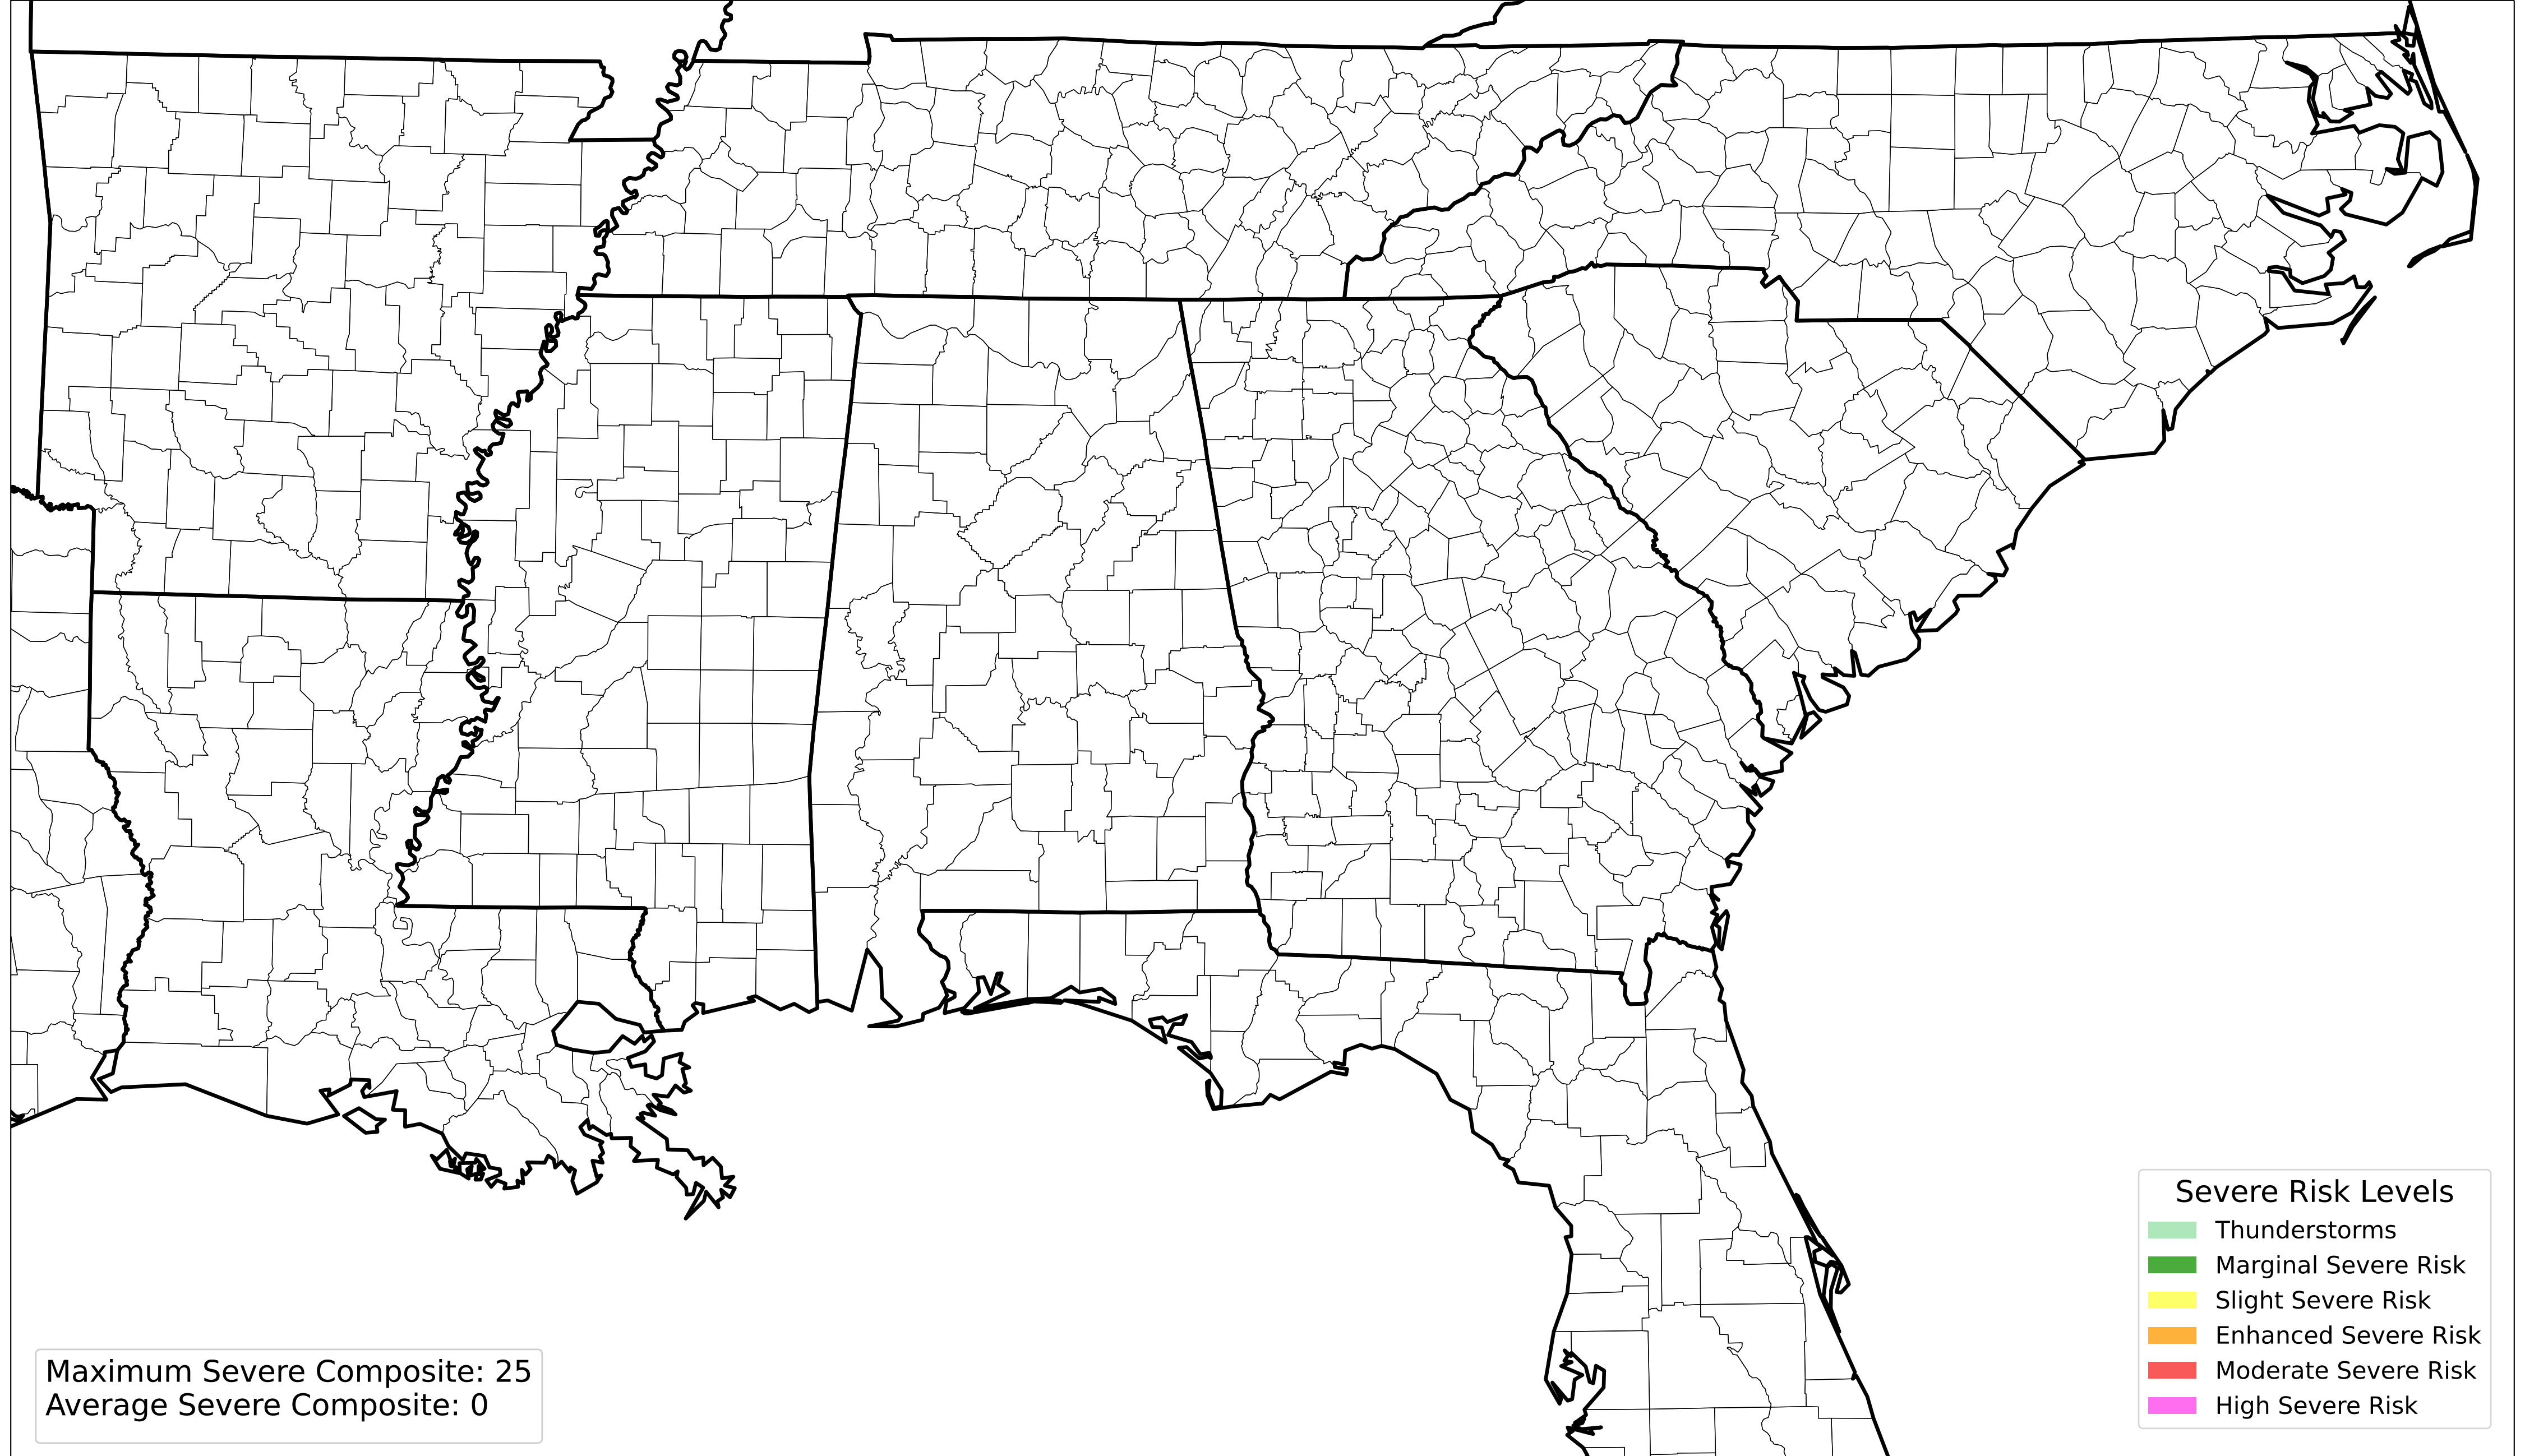 Severe Risk Levels
Thunderstorms
Marginal Severe Risk
Slight Severe Risk
Enhanced Severe Risk
Moderate Severe Risk
High Severe Risk
Maximum Severe Composite: 25
Average Severe Composite: 0